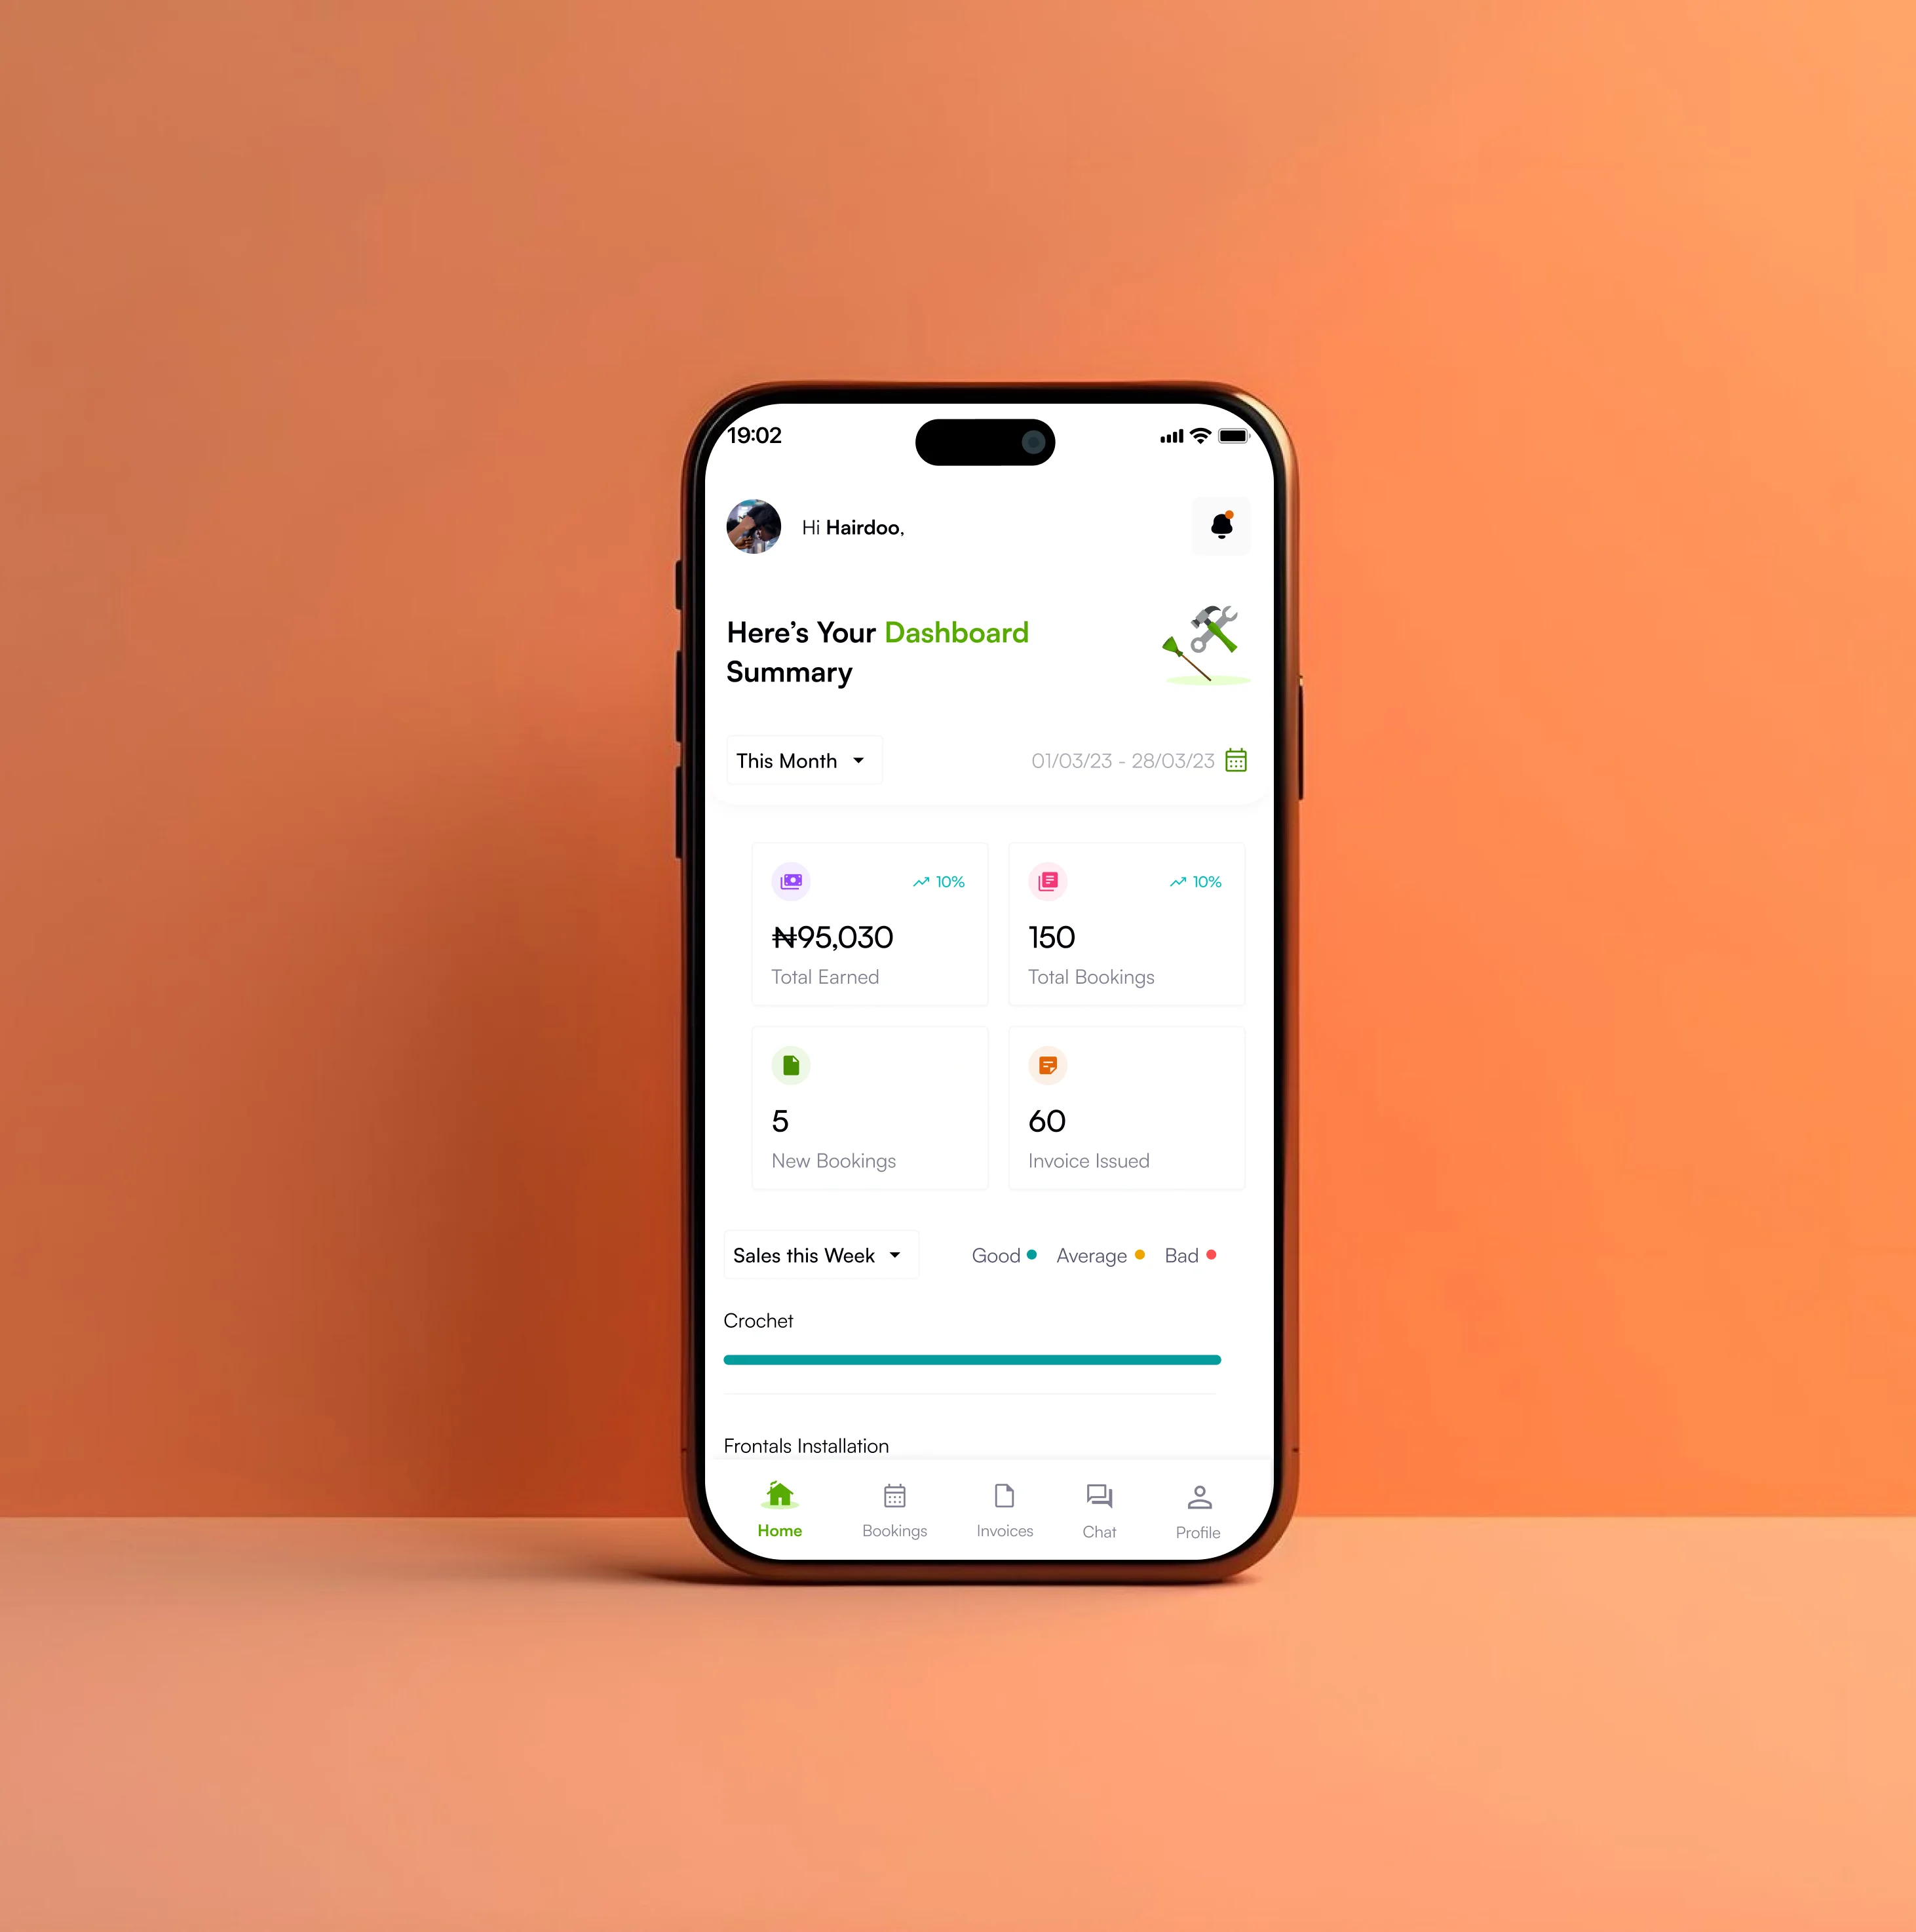 19:02
Hi Hairdoo,
Here’s Your Dashboard
Summary
This Month
01/03/23 - 28/03/23
10%
₦95,030
Total Earned
10%
150
Total Bookings
5
New Bookings
60
Invoice Issued
Sales this Week
Good
Average
Bad
Crochet
Frontals Installation
Home
Bookings
Invoices
Chat
Profile